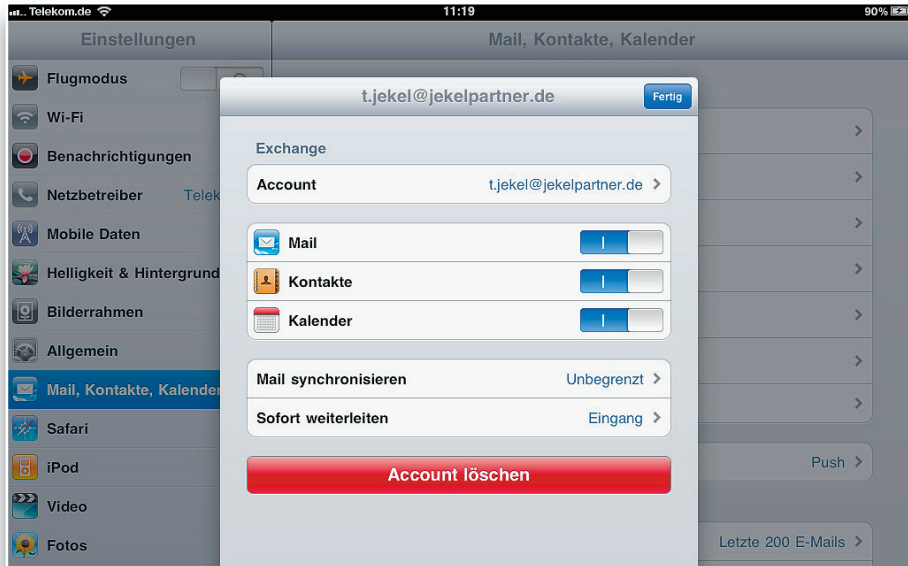 Telekom.de
11:19
90%
Einstellungen
Mail, Kontakte, Kalender
Flugmodus
Wi-Fi
Benachrichtigungen
Netzbetreiber
Mobile Daten
Helligkeit & Hintergrund
Bilderrahmen
Allgemein
Mail, Kontakte, Kalender
Safari
iPod
Video
Fotos
t.jekel@jekelpartner.de
Fertig
Exchange
Account t.jekel@jekelpartner.de
Mail
Kontakte
Kalender
Mail synchronisieren Unbegrenzt
Sofort weiterleiten Eingang
Account löschen
Push
Letzte 200 E-Mails